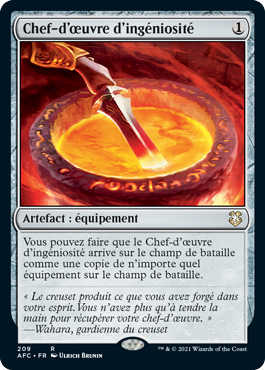 Chef-d'œuvre d'ingéniosité 1
Artefact : équipement
Vous pouvez faire que le Chef-d'œuvre
d'ingéniosité arrive sur le champ de bataille
comme une copie de n'importe quel
équipement sur le champ de bataille.
« Le creuset produit ce que vous avez forgé dans
votre esprit. Vous n'avez plus qu'à tendre la
main pour récupérer votre chef-d'œuvre. »
—Wahara, gardienne du creuset
209 R
AFC • FR Ulrich Brunin ™ & © 2021 Wizards of the Coast